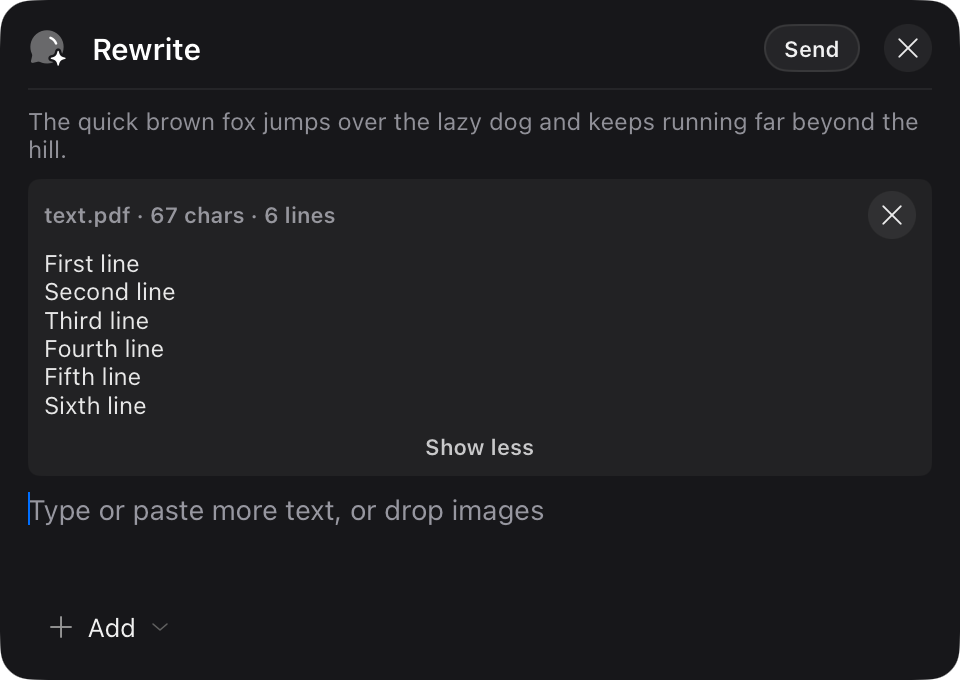 Rewrite
Send
The quick brown fox jumps over the lazy dog and keeps running far beyond the
hill.
text.pdf · 67 chars · 6 lines
First line
Second line
Third line
Fourth line
Fifth line
Sixth line
Show less
Type or paste more text, or drop images
Add